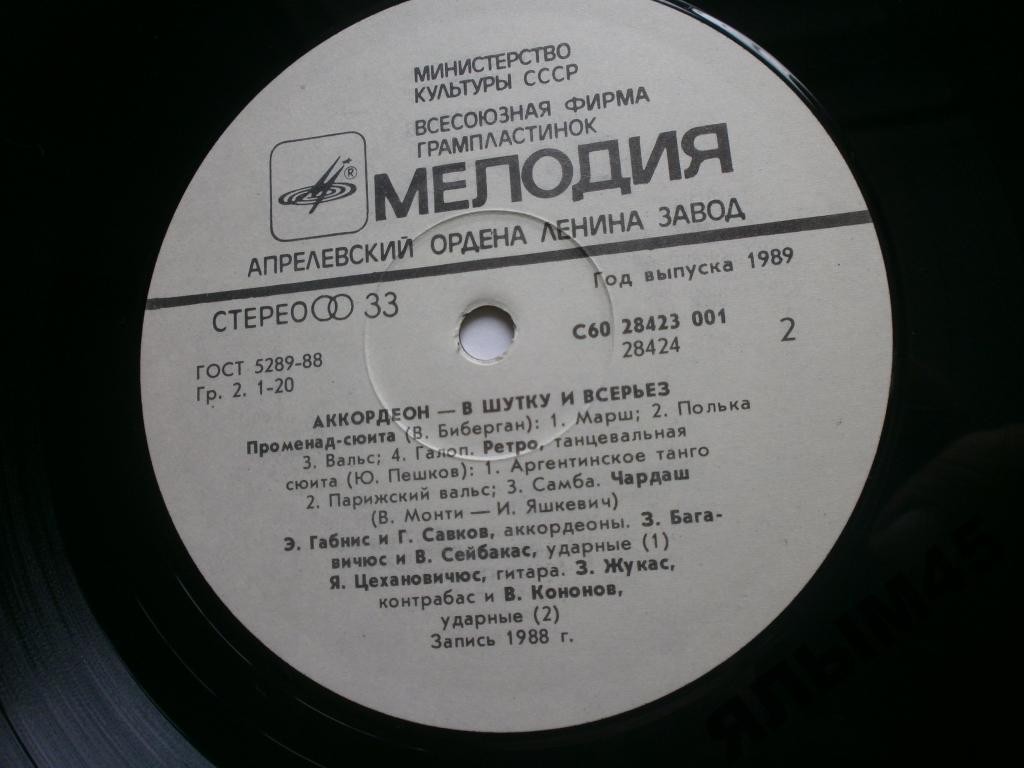 МИНИСТЕРСТВО
КУЛЬТУРЫ СССР
ВСЕСОЮЗНАЯ ФИРМА
ГРАМПЛАСТИНОК
®
МЕЛОДИЯ
АПРЕЛЕВСКИЙ ОРДЕНА ЛЕНИНА ЗАВОД
СТЕРЕО 33
Год выпуска 1989
ГОСТ 5289-88
Гр. 2. 1-20
С60 28423 001
28424
2
АККОРДЕОН — В ШУТКУ И ВСЕРЬЕЗ
Променад-сюита (В. Биберган): 1. Марш; 2. Полька
3. Вальс; 4. Галоп. Ретро, танцевальная
сюита (Ю. Пешков): 1. Аргентинское танго
2. Парижский вальс; 3. Самба. Чардаш
(В. Монти — И. Яшкевич)
Э. Габнис и Г. Савков, аккордеоны. З. Бага-
вичюс и В. Сейбакас, ударные (1)
Я. Цехановичюс, гитара. З. Жукас,
контрабас и В. Кононов,
ударные (2)
Запись 1988 г.
ЯЛЫМ45